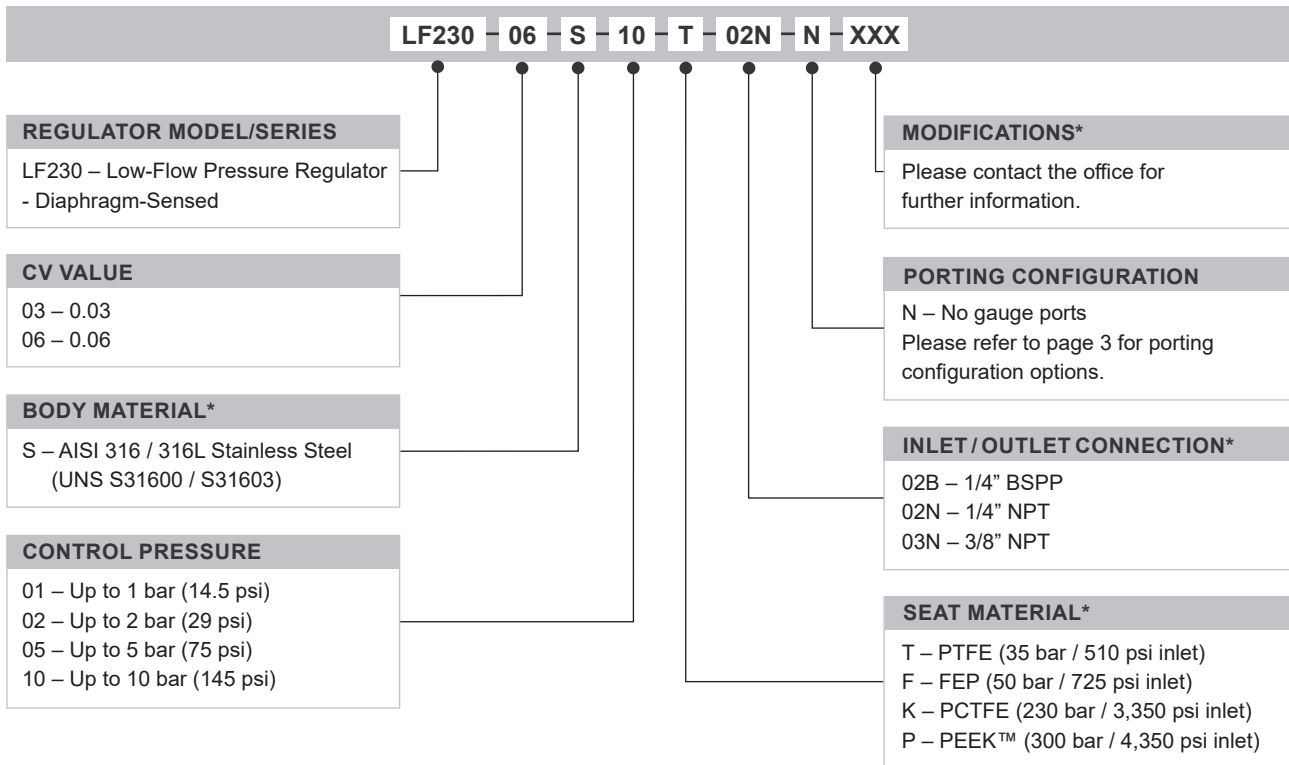 LF230 - 06 - S - 10 - T - 02N - N - XXX
REGULATOR MODEL/SERIES
LF230 – Low-Flow Pressure Regulator
- Diaphragm-Sensed
CV VALUE
03 – 0.03
06 – 0.06
BODY MATERIAL*
S – AISI 316 / 316L Stainless Steel
(UNS S31600 / S31603)
CONTROL PRESSURE
01 – Up to 1 bar (14.5 psi)
02 – Up to 2 bar (29 psi)
05 – Up to 5 bar (75 psi)
10 – Up to 10 bar (145 psi)
MODIFICATIONS*
Please contact the office for
further information.
PORTING CONFIGURATION
N – No gauge ports
Please refer to page 3 for porting
configuration options.
INLET / OUTLET CONNECTION*
02B – 1/4” BSPP
02N – 1/4” NPT
03N – 3/8” NPT
SEAT MATERIAL*
T – PTFE (35 bar / 510 psi inlet)
F – FEP (50 bar / 725 psi inlet)
K – PCTFE (230 bar / 3,350 psi inlet)
P – PEEK™ (300 bar / 4,350 psi inlet)